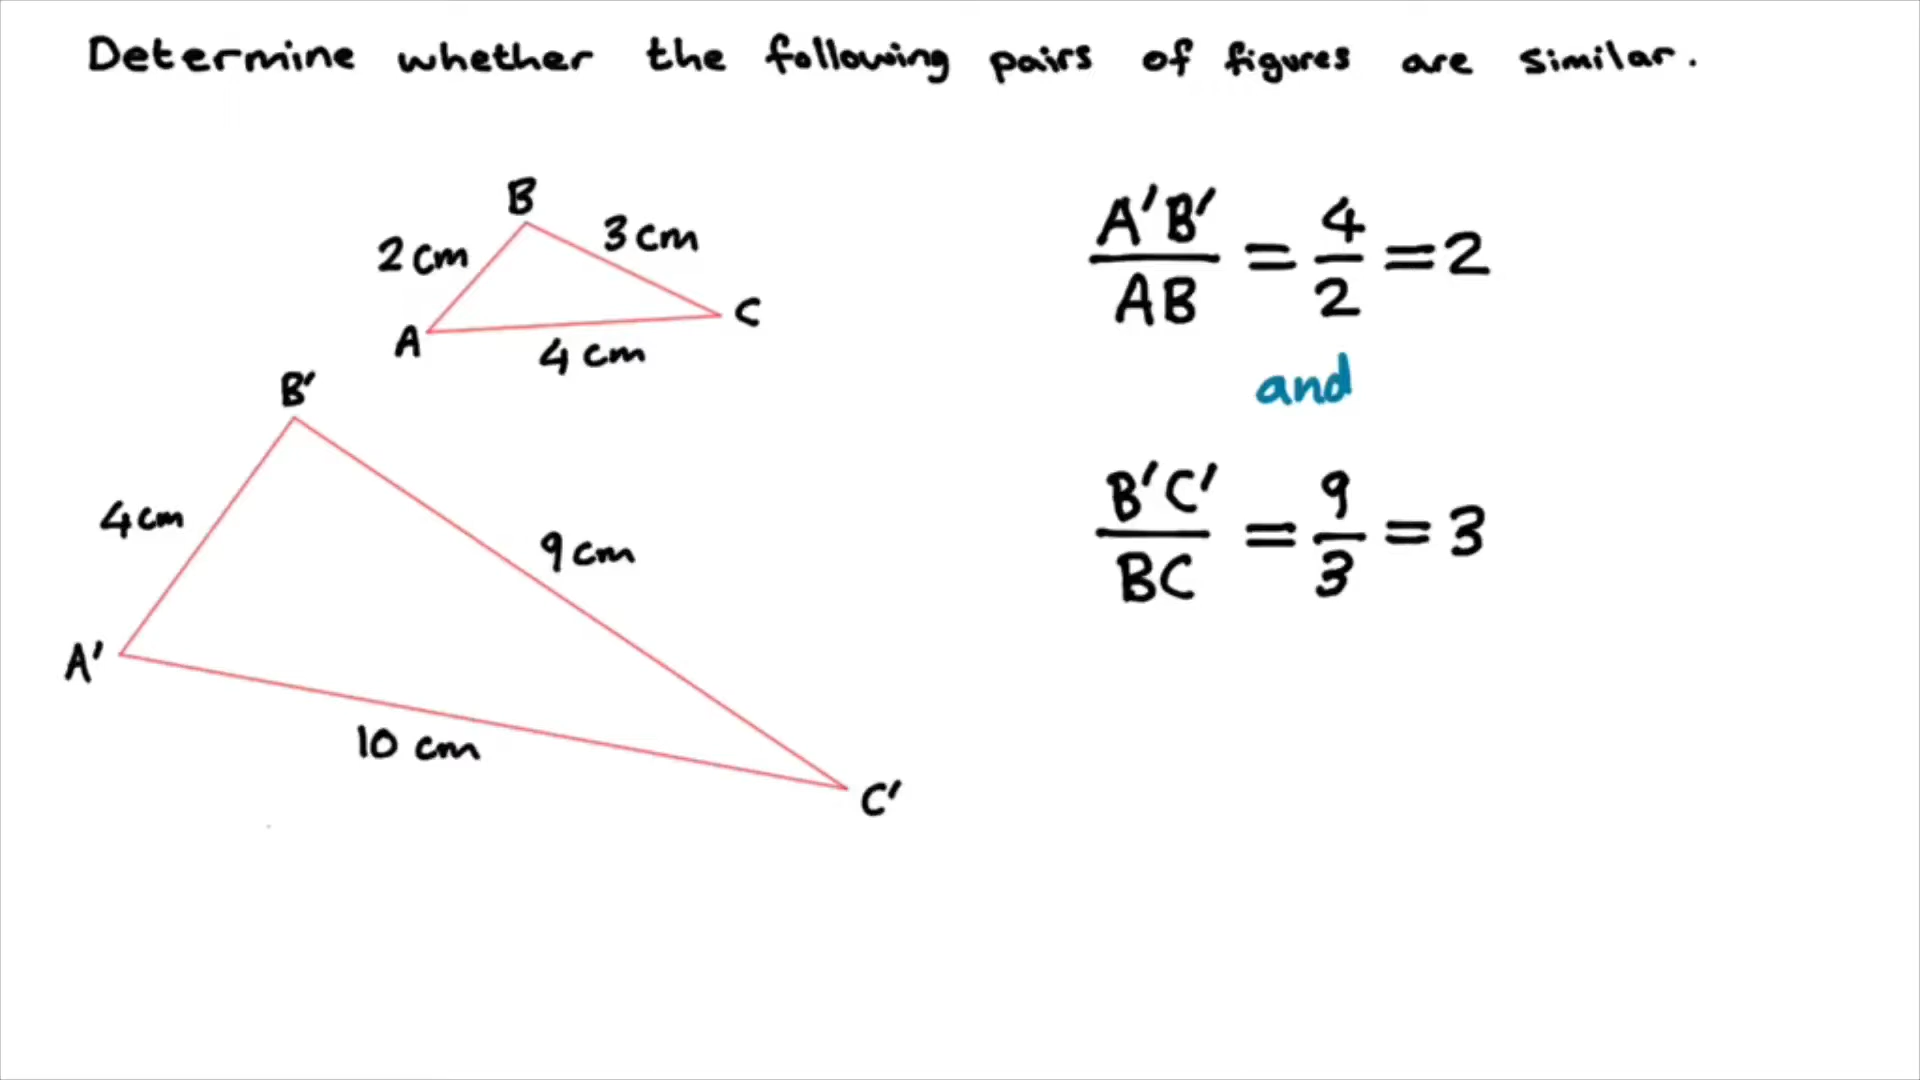 Determine whether the following pairs of figures are similar.
B
2 cm
3 cm
A
C
4 cm
B'
4 cm
9 cm
A'
10 cm
C'
A'B'/AB = 4/2 = 2
and
B'C'/BC = 9/3 = 3